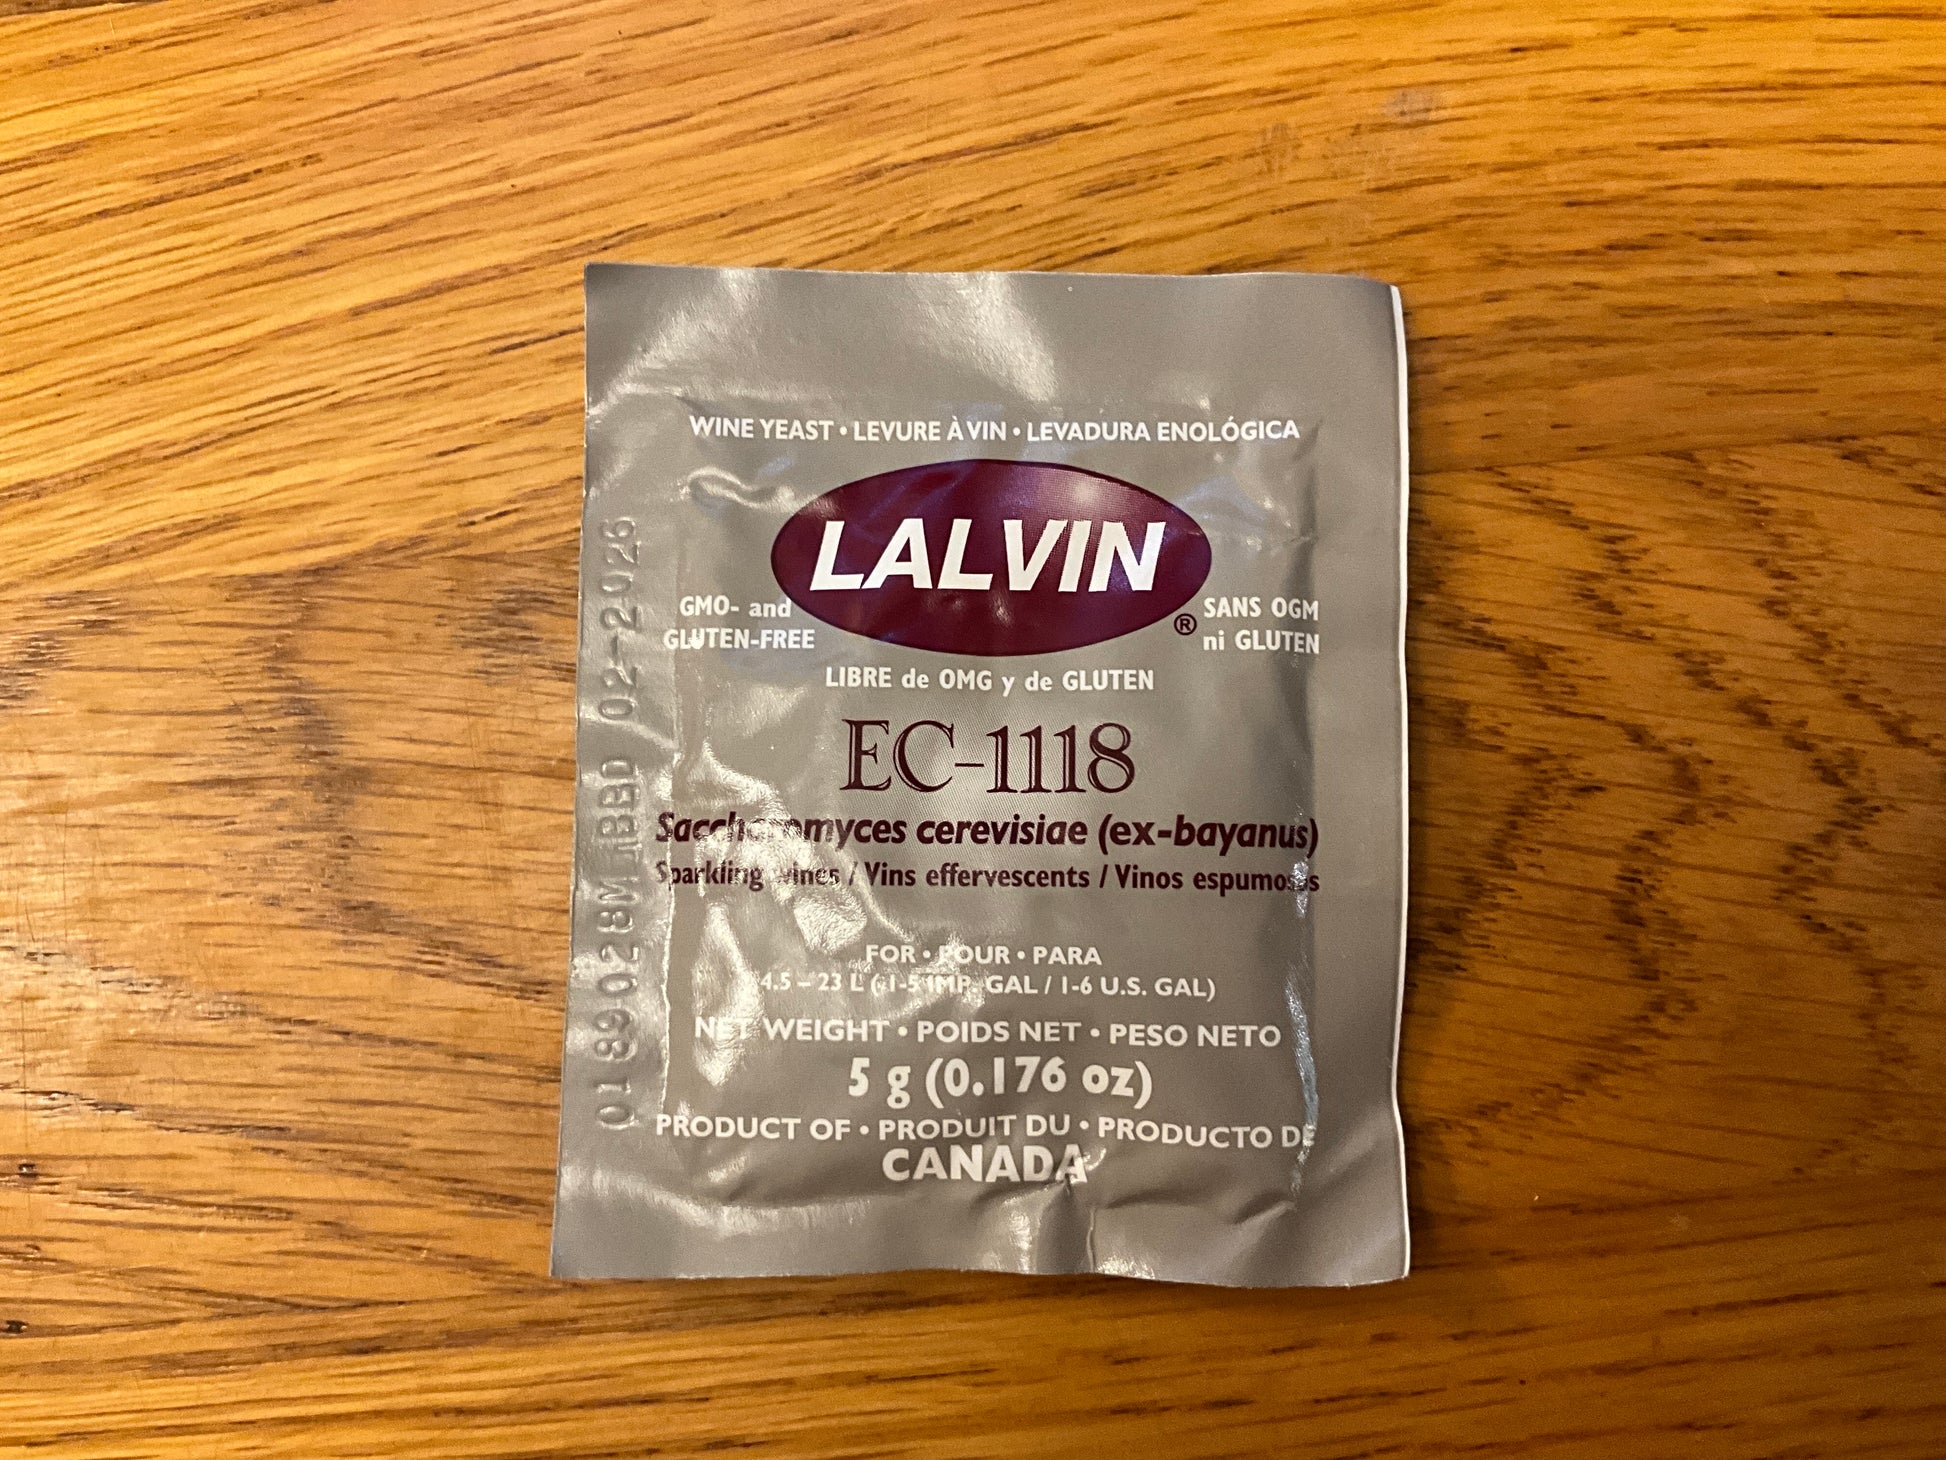 WINE YEAST • LEVURE À VIN • LEVADURA ENOLÓGICA
LALVIN®
GMO- and
GLUTEN-FREE
SANS OGM
ni GLUTEN
LIBRE de OMG y de GLUTEN
EC-1118
Saccharomyces cerevisiae (ex-bayanus)
Sparkling wines / Vins effervescents / Vinos espumosos
FOR • POUR • PARA
4.5 – 23 L (1-5 IMP. GAL / 1-6 U.S. GAL)
NET WEIGHT • POIDS NET • PESO NETO
5 g (0.176 oz)
PRODUCT OF • PRODUIT DU • PRODUCTO DE
CANADA
02-2026